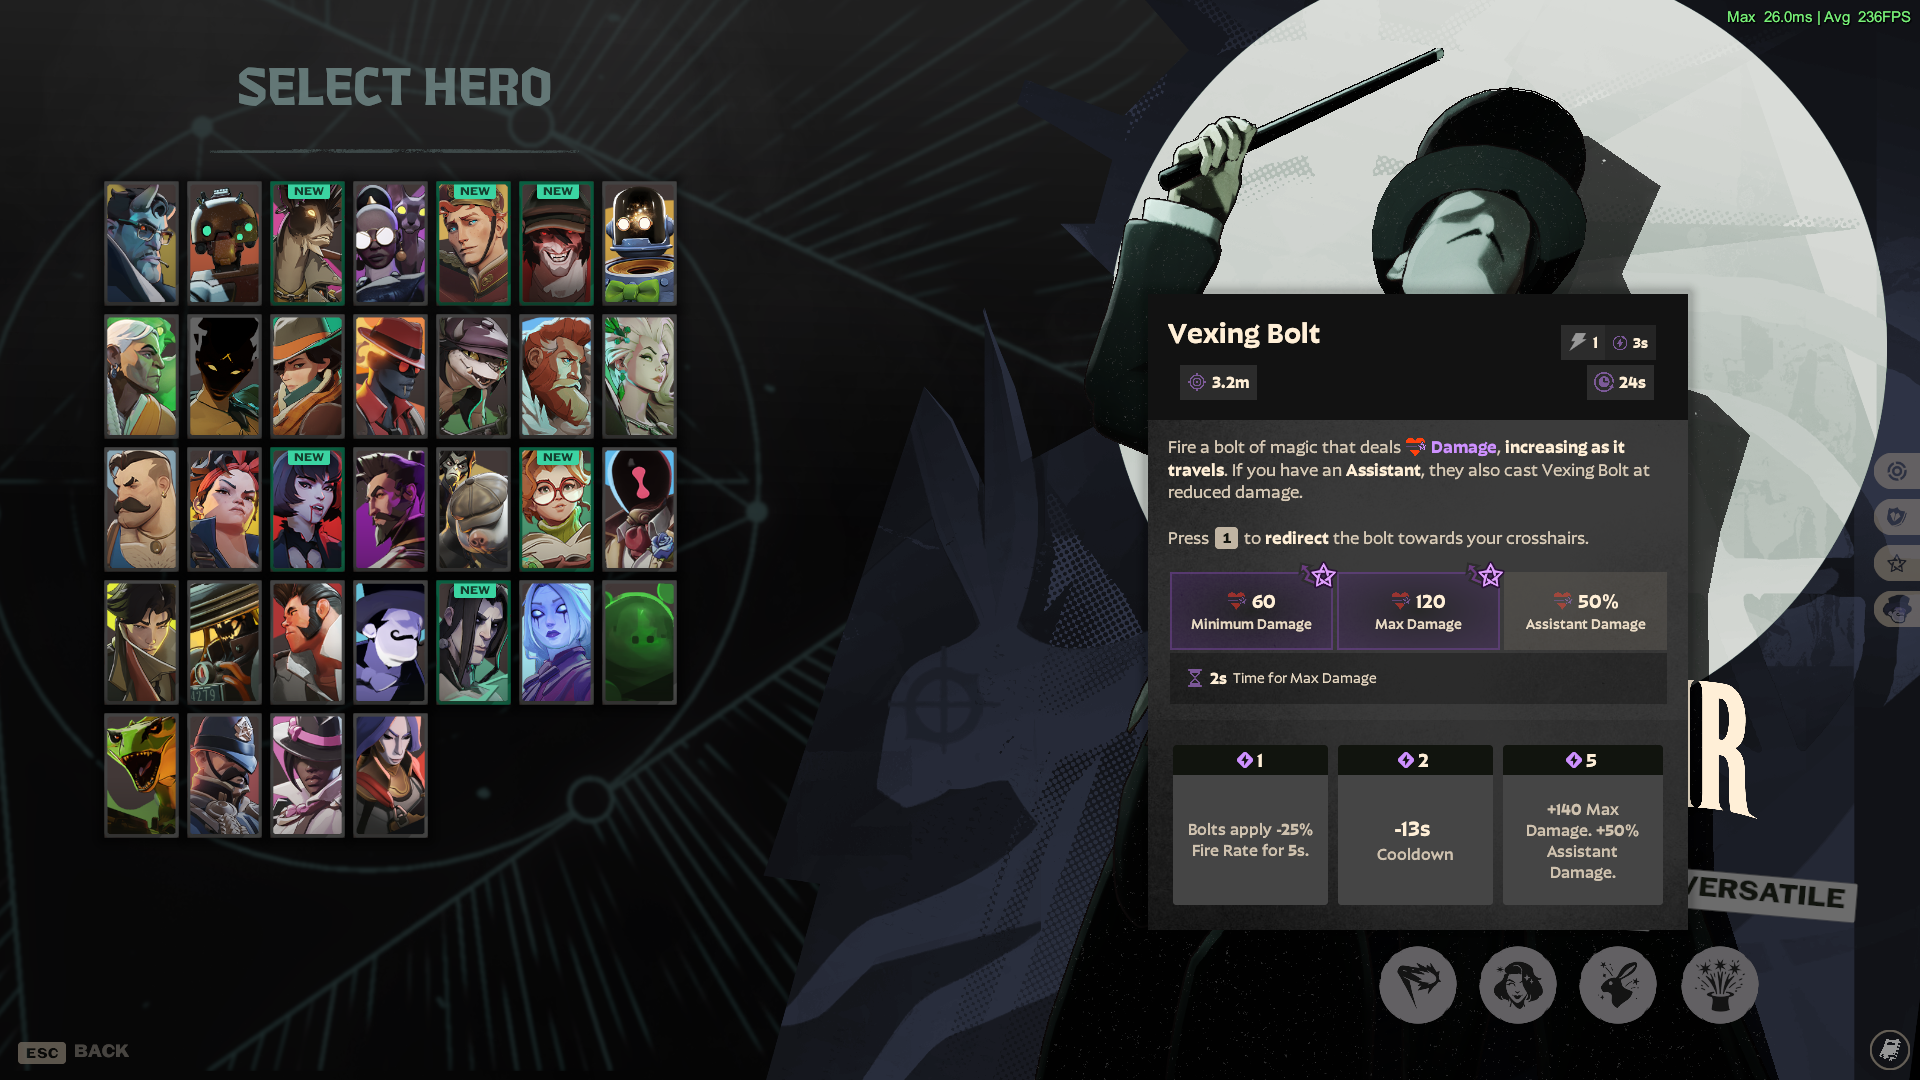 Max 26.0ms | Avg 236FPS
SELECT HERO
NEW
NEW
NEW
NEW
NEW
NEW
4279
ESC BACK
Vexing Bolt
1
3s
3.2m
24s
Fire a bolt of magic that deals Damage, increasing as it
travels. If you have an Assistant, they also cast Vexing Bolt at
reduced damage.
Press 1 to redirect the bolt towards your crosshairs.
60
Minimum Damage
120
Max Damage
50%
Assistant Damage
2s Time for Max Damage
1
Bolts apply -25%
Fire Rate for 5s.
2
-13s
Cooldown
5
+140 Max
Damage. +50%
Assistant
Damage.
R
VERSATILE